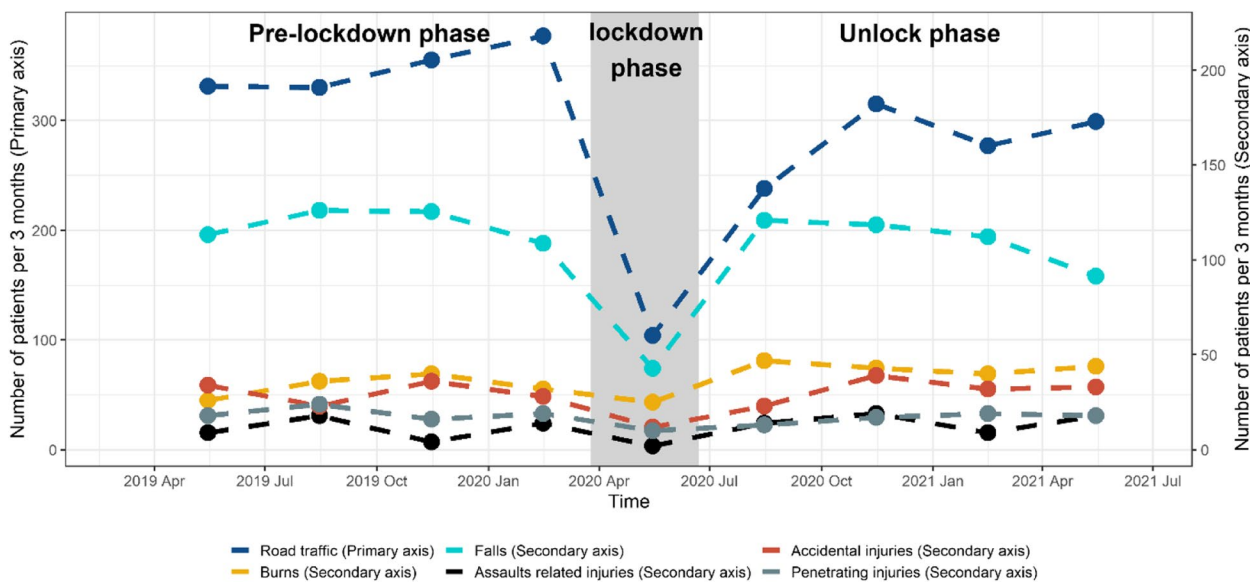 Pre-lockdown phase
lockdown
phase
Unlock phase
Number of patients per 3 months (Primary axis)
300
200
100
0
Number of patients per 3 months (Secondary axis)
200
150
100
50
0
2019 Apr 2019 Jul 2019 Oct 2020 Jan 2020 Apr 2020 Jul 2020 Oct 2021 Jan 2021 Apr 2021 Jul
Time
Road traffic (Primary axis) Falls (Secondary axis) Accidental injuries (Secondary axis)
Burns (Secondary axis) Assaults related injuries (Secondary axis) Penetrating injuries (Secondary axis)